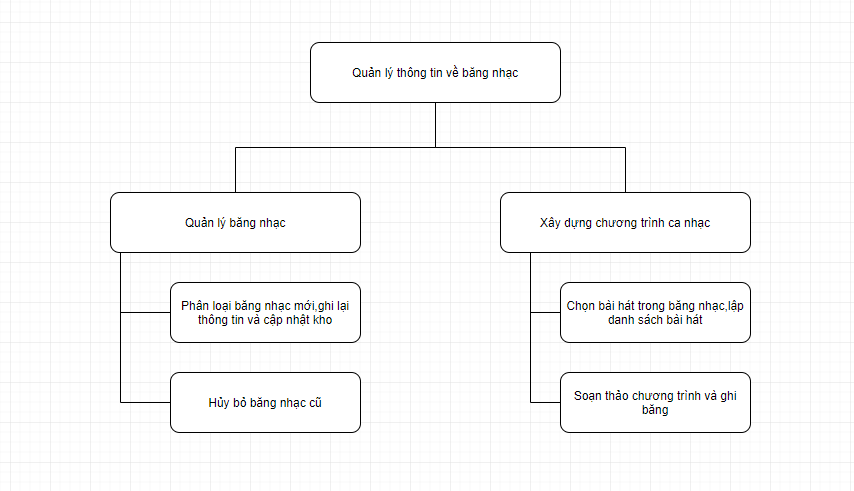 Quản lý thông tin về băng nhạc
Quản lý băng nhạc
Xây dựng chương trình ca nhạc
Phân loại băng nhạc mới,ghi lại
thông tin và cập nhật kho
Chọn bài hát trong băng nhạc,lập
danh sách bài hát
Hủy bỏ băng nhạc cũ
Soạn thảo chương trình và ghi
băng